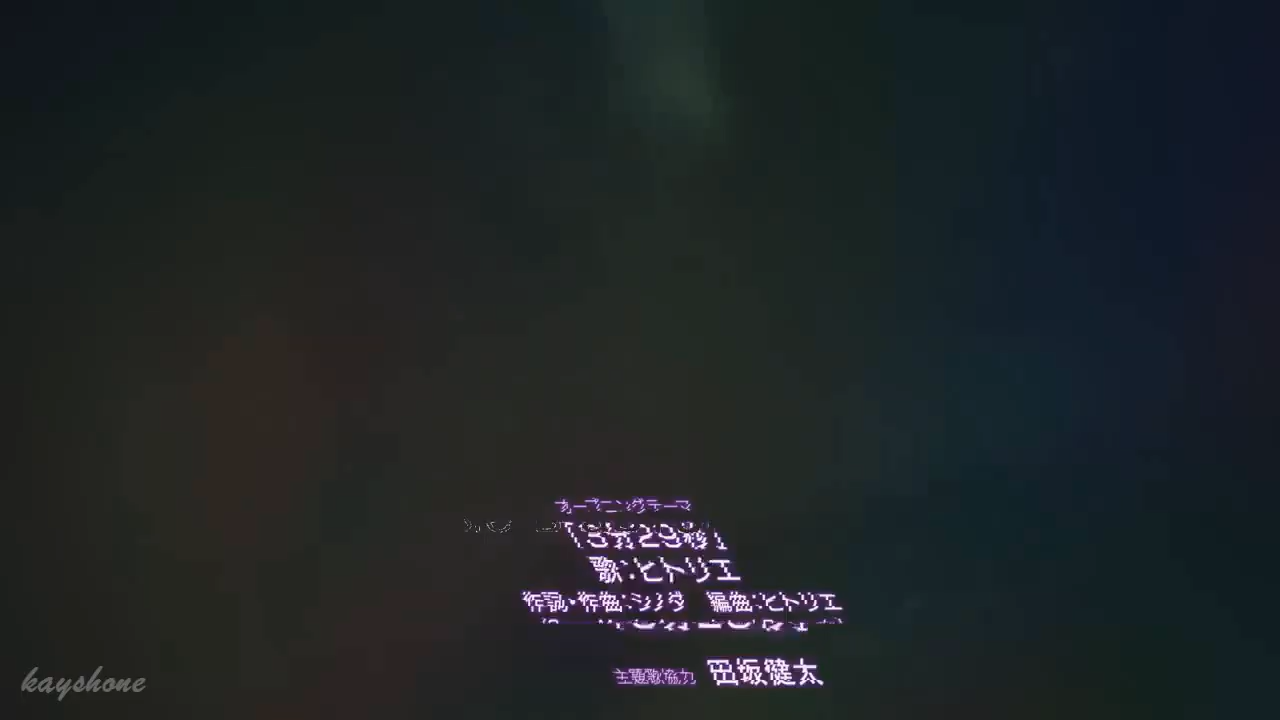 オープニングテーマ
「3分29秒」
歌:ヒトリエ
作詞・作曲:シノダ 編曲:ヒトリエ
主題歌協力 田坂健太
kayshone